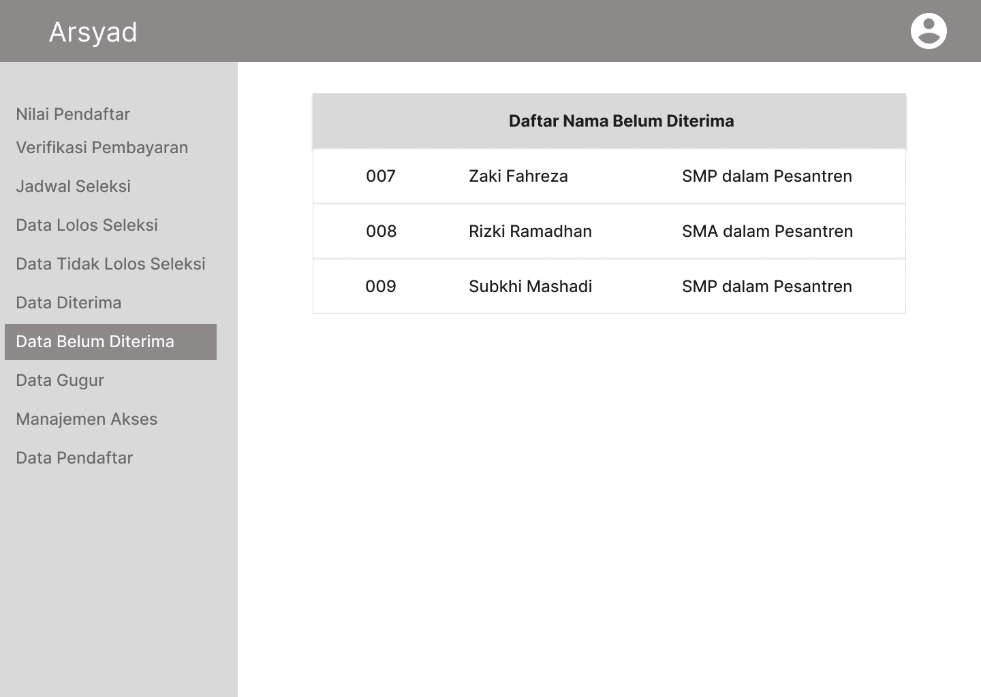 Arsyad
Nilai Pendaftar
Verifikasi Pembayaran
Jadwal Seleksi
Data Lolos Seleksi
Data Tidak Lolos Seleksi
Data Diterima
Data Belum Diterima
Data Gugur
Manajemen Akses
Data Pendaftar
Daftar Nama Belum Diterima
007 Zaki Fahreza SMP dalam Pesantren
008 Rizki Ramadhan SMA dalam Pesantren
009 Subkhi Mashadi SMP dalam Pesantren